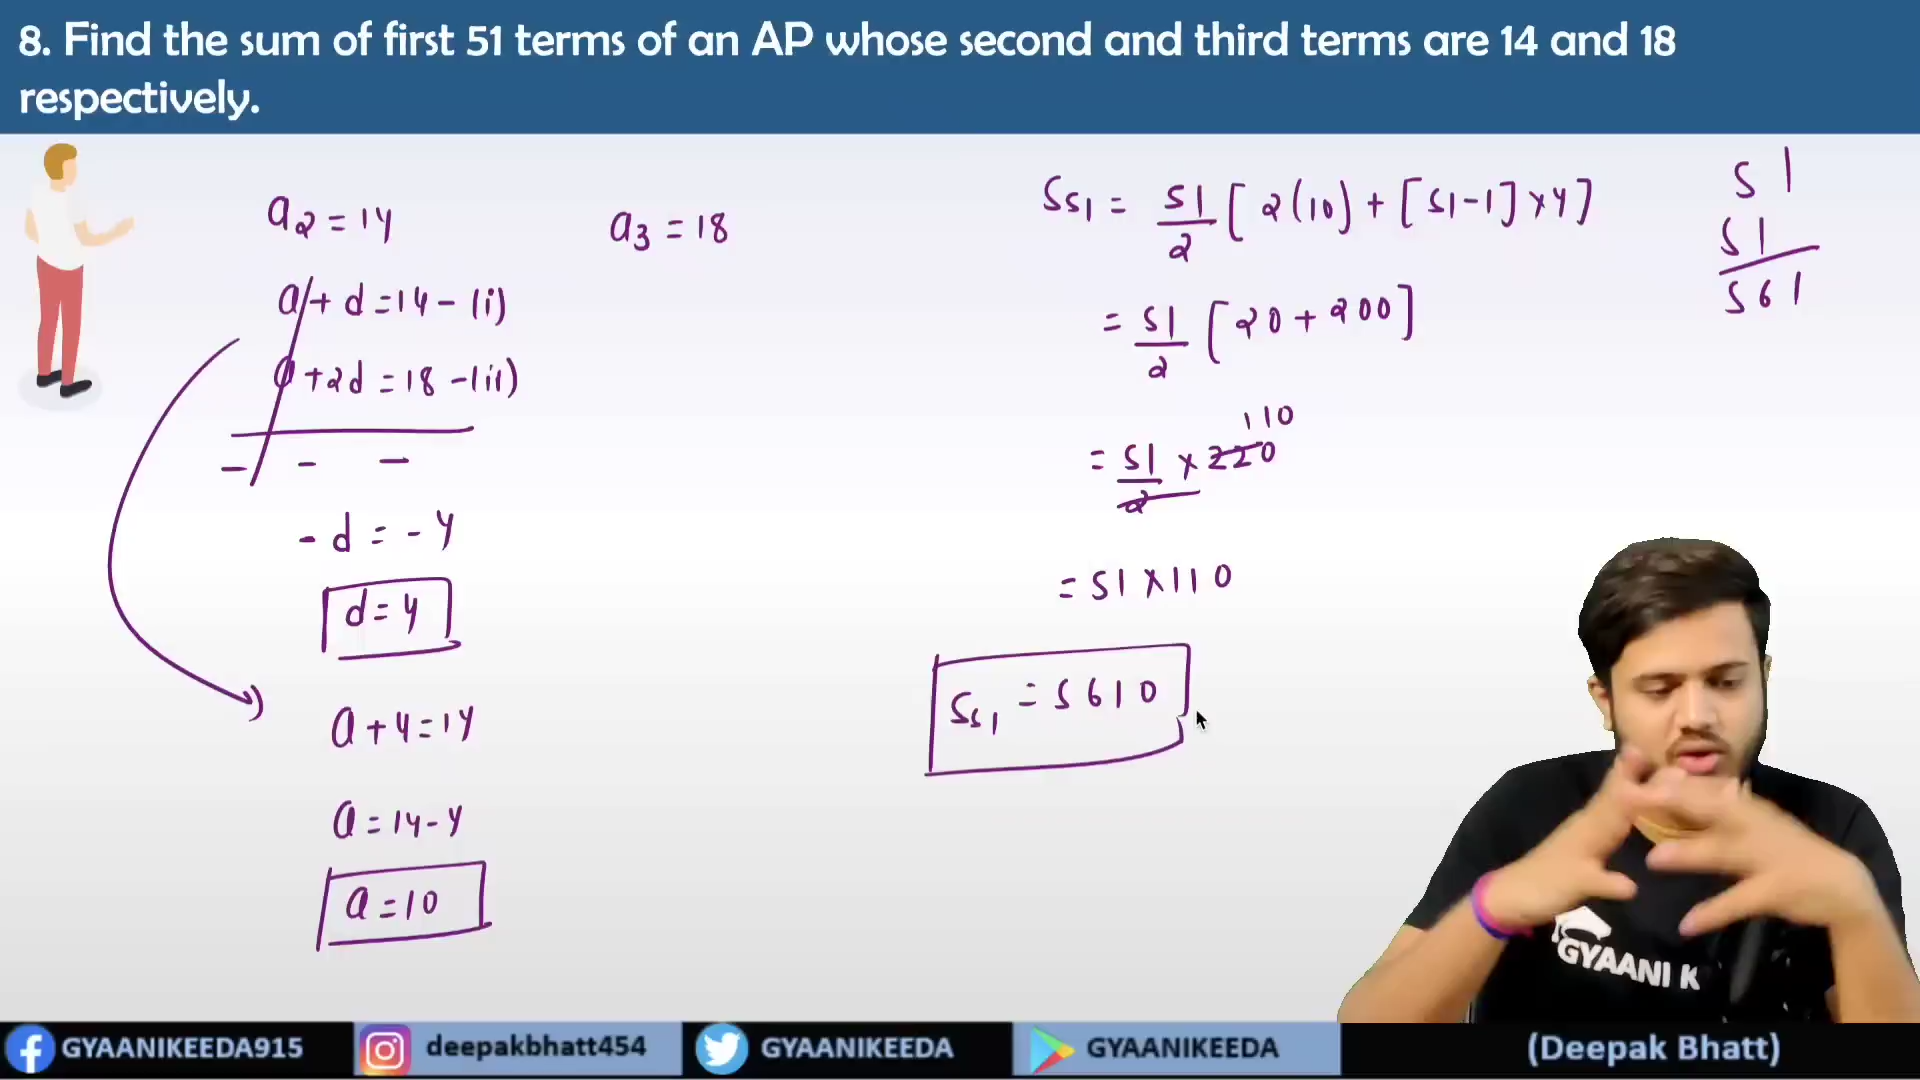 8. Find the sum of first 51 terms of an AP whose second and third terms are 14 and 18
respectively.
a2 = 14
a3 = 18
a + d = 14 - (i)
a + 2d = 18 - (ii)
- - -
- d = - 4
d = 4
a + 4 = 14
a = 14 - 4
a = 10
S51 = 51/2 [ 2(10) + [51-1] x 4 ]
= 51/2 [ 20 + 200 ]
110
= 51/2 x 220
= 51 x 110
S51 = 5610
51
51
561
GYAANI K
GYAANIKEEDA915
deepakbhatt454
GYAANIKEEDA
GYAANIKEEDA
(Deepak Bhatt)